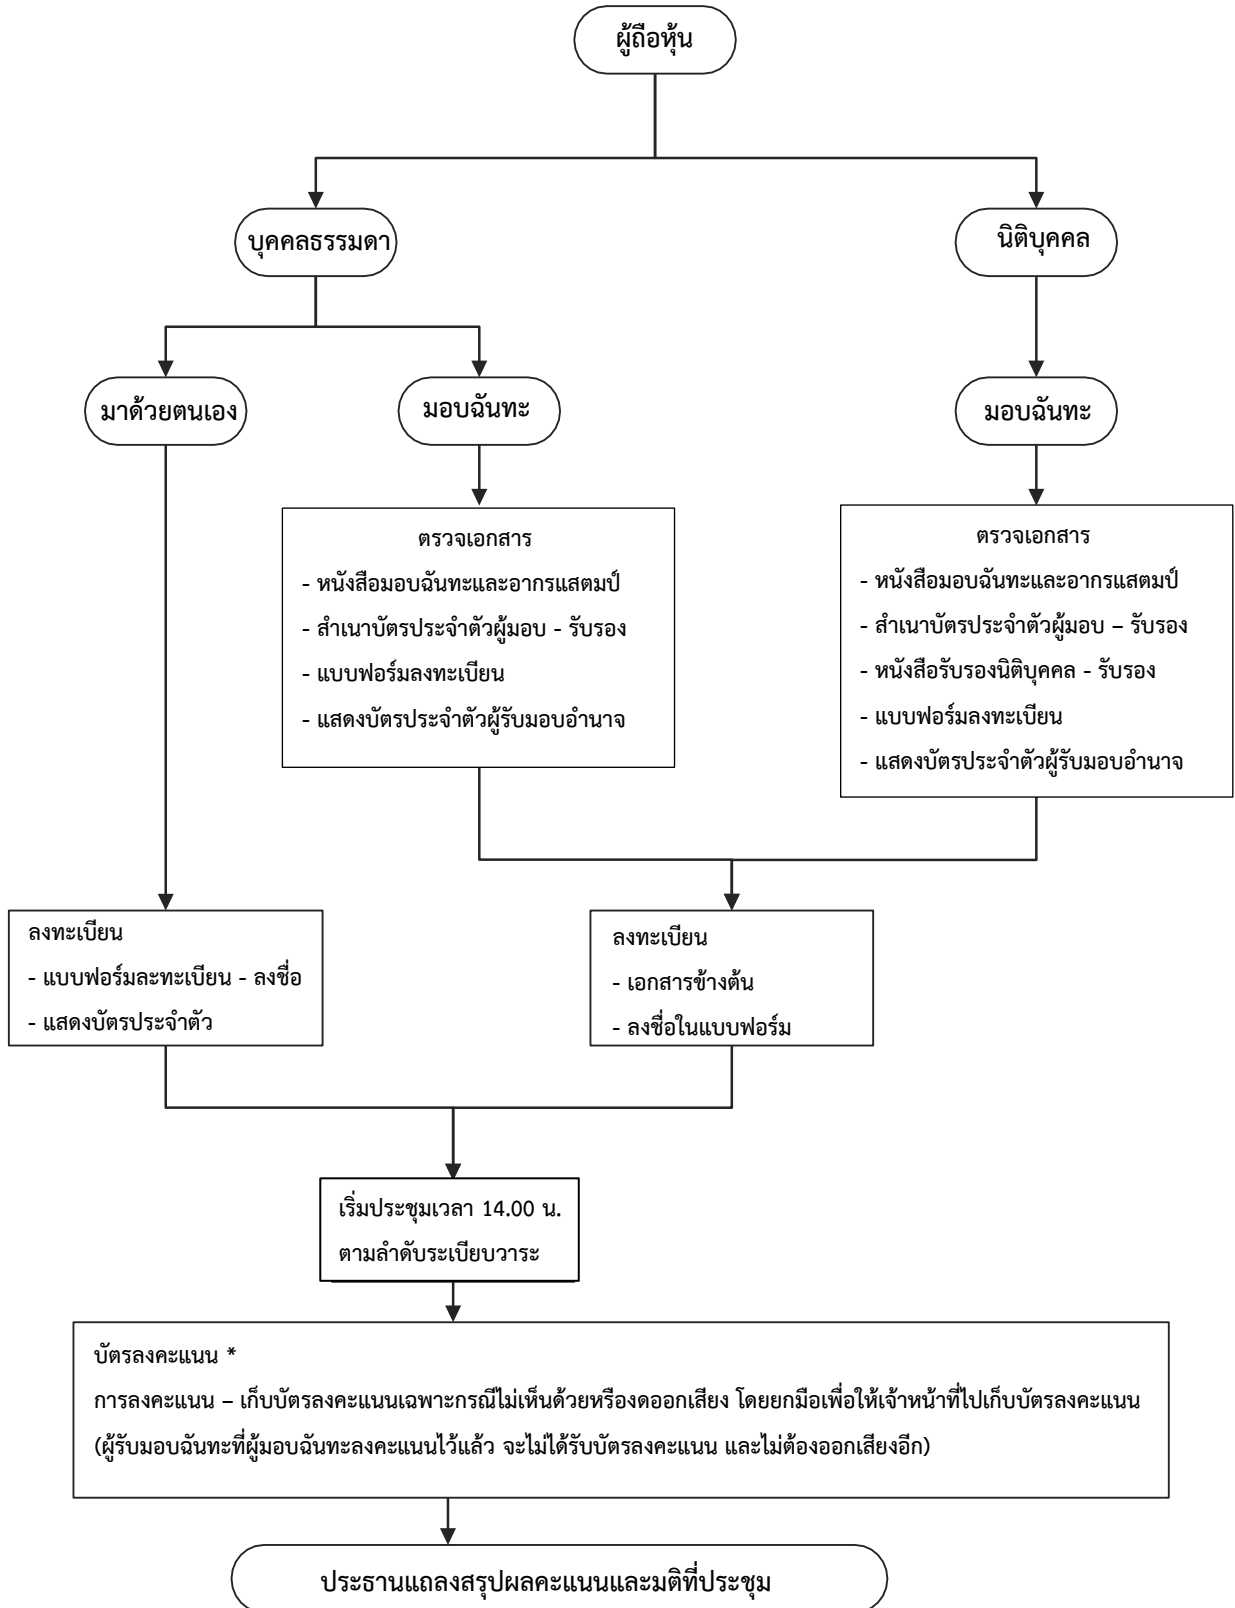 ผู้ถือหุ้น
บุคคลธรรมดา
นิติบุคคล
มาด้วยตนเอง
มอบฉันทะ
มอบฉันทะ
ตรวจเอกสาร
- หนังสือมอบฉันทะและอากรแสตมป์
- สำเนาบัตรประจำตัวผู้มอบ - รับรอง
- แบบฟอร์มลงทะเบียน
- แสดงบัตรประจำตัวผู้รับมอบอำนาจ
ตรวจเอกสาร
- หนังสือมอบฉันทะและอากรแสตมป์
- สำเนาบัตรประจำตัวผู้มอบ – รับรอง
- หนังสือรับรองนิติบุคคล - รับรอง
- แบบฟอร์มลงทะเบียน
- แสดงบัตรประจำตัวผู้รับมอบอำนาจ
ลงทะเบียน
- แบบฟอร์มละทะเบียน - ลงชื่อ
- แสดงบัตรประจำตัว
ลงทะเบียน
- เอกสารข้างต้น
- ลงชื่อในแบบฟอร์ม
เริ่มประชุมเวลา 14.00 น.
ตามลำดับระเบียบวาระ
บัตรลงคะแนน *
การลงคะแนน – เก็บบัตรลงคะแนนเฉพาะกรณีไม่เห็นด้วยหรืองดออกเสียง โดยยกมือเพื่อให้เจ้าหน้าที่ไปเก็บบัตรลงคะแนน
(ผู้รับมอบฉันทะที่ผู้มอบฉันทะลงคะแนนไว้แล้ว จะไม่ได้รับบัตรลงคะแนน และไม่ต้องออกเสียงอีก)
ประธานแถลงสรุปผลคะแนนและมติที่ประชุม